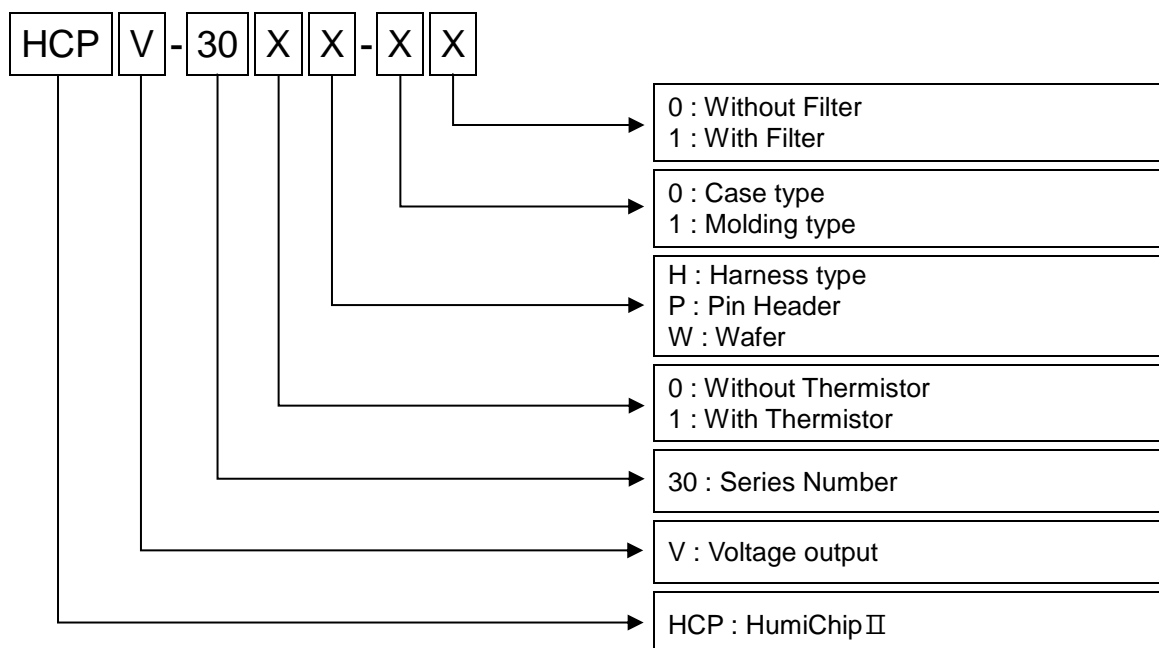 HCP V - 30 X X - X X
0 : Without Filter
1 : With Filter
0 : Case type
1 : Molding type
H : Harness type
P : Pin Header
W : Wafer
0 : Without Thermistor
1 : With Thermistor
30 : Series Number
V : Voltage output
HCP : HumiChipⅡ